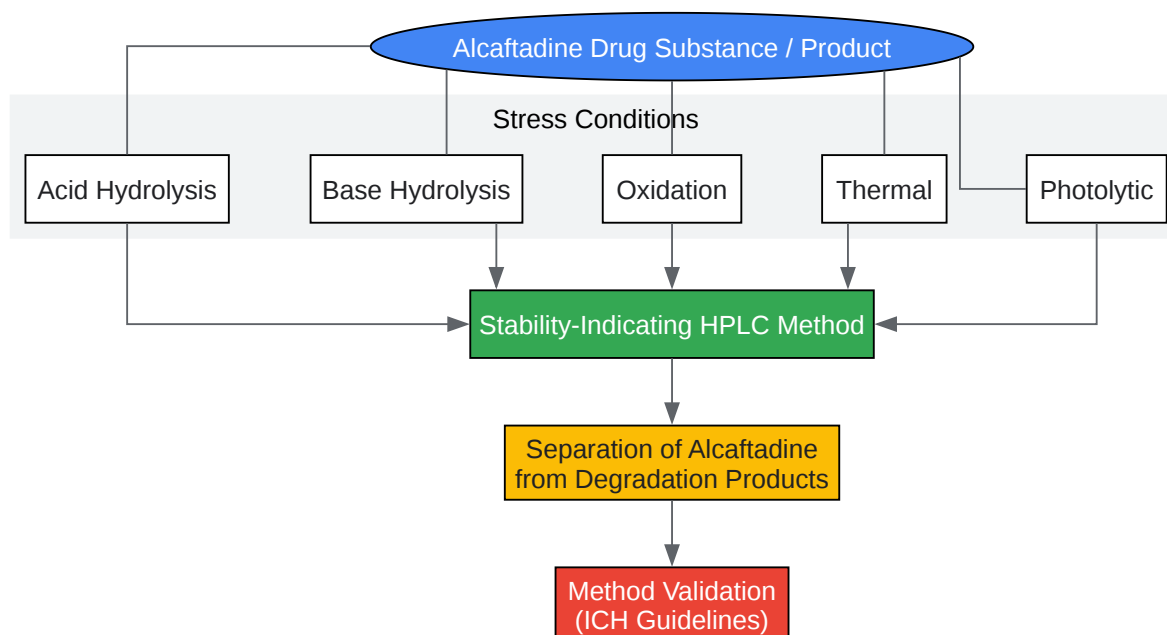 Alcaftadine Drug Substance / Product
Stress Conditions
Acid Hydrolysis
Base Hydrolysis
Oxidation
Thermal
Photolytic
Stability-Indicating HPLC Method
Separation of Alcaftadine
from Degradation Products
Method Validation
(ICH Guidelines)